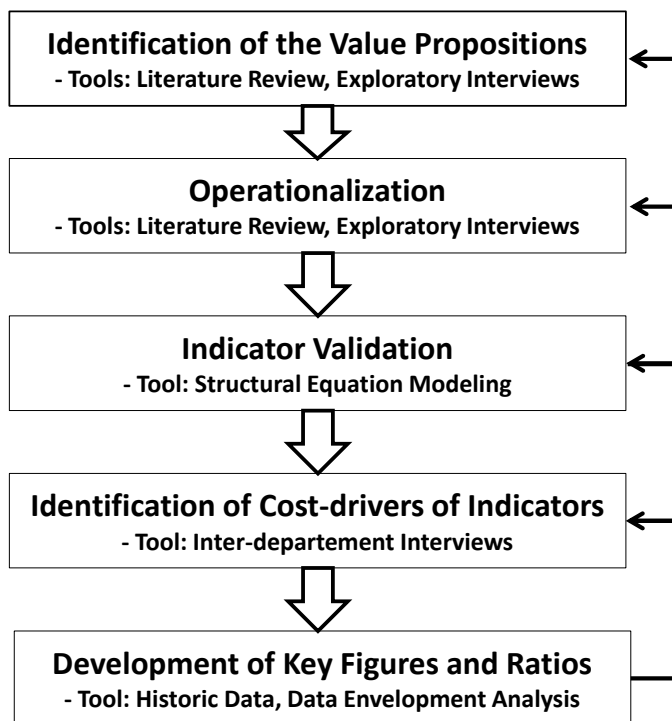 Identification of the Value Propositions
- Tools: Literature Review, Exploratory Interviews
Operationalization
- Tools: Literature Review, Exploratory Interviews
Indicator Validation
- Tool: Structural Equation Modeling
Identification of Cost-drivers of Indicators
- Tool: Inter-departement Interviews
Development of Key Figures and Ratios
- Tool: Historic Data, Data Envelopment Analysis